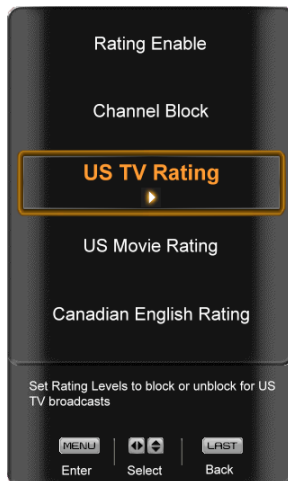 Rating Enable
Channel Block
US TV Rating
US Movie Rating
Canadian English Rating
Set Rating Levels to block or unblock for US
TV broadcasts
MENU LAST
Enter Select Back